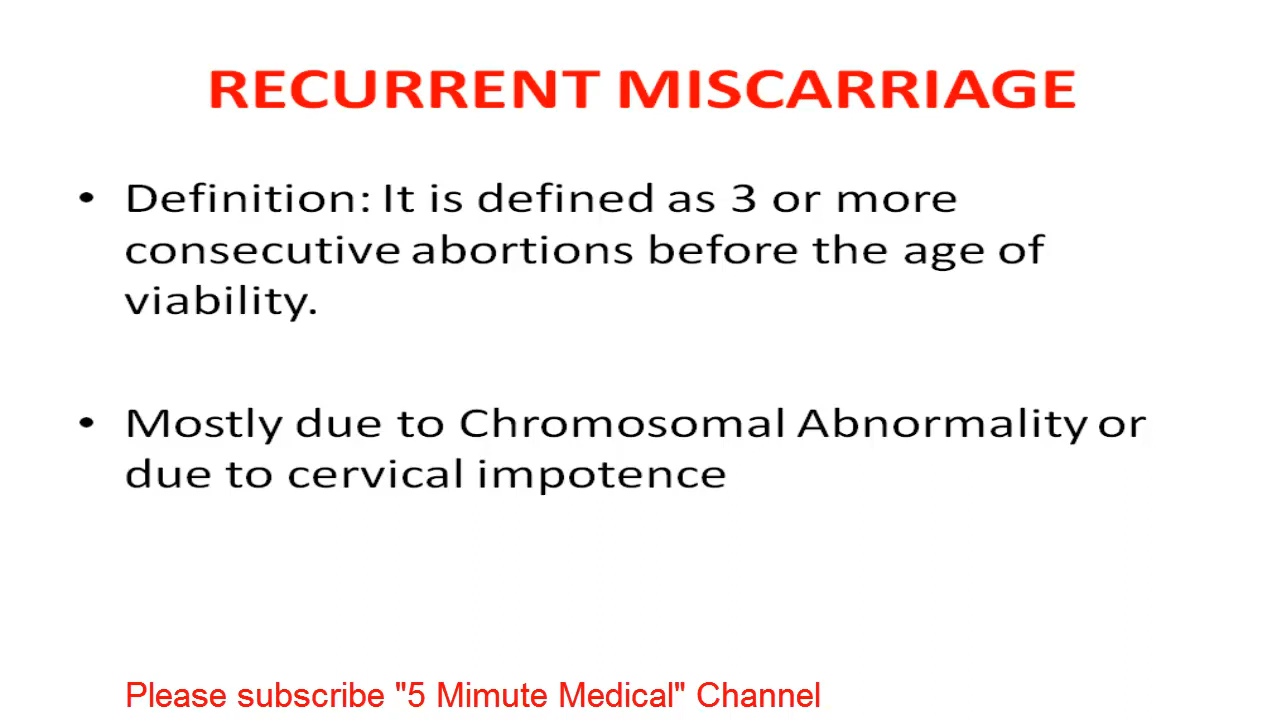 RECURRENT MISCARRIAGE
• Definition: It is defined as 3 or more
consecutive abortions before the age of
viability.
• Mostly due to Chromosomal Abnormality or
due to cervical impotence
Please subscribe "5 Mimute Medical" Channel